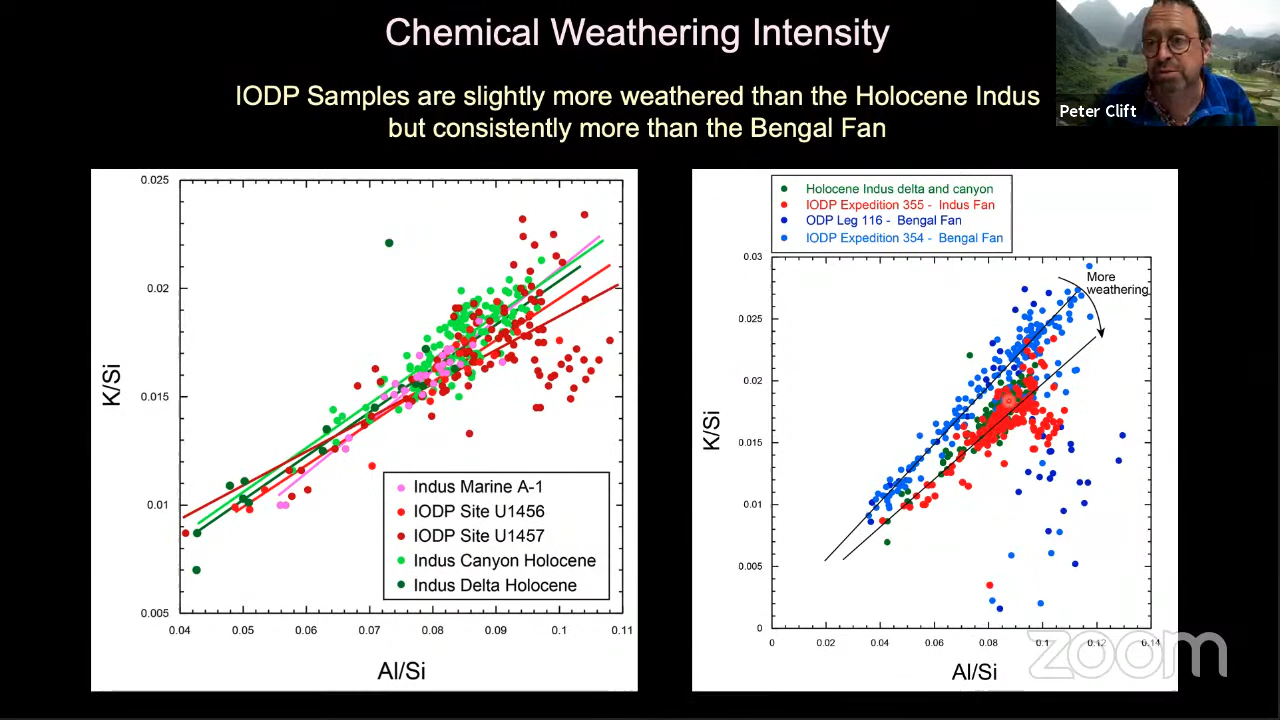 Chemical Weathering Intensity
IODP Samples are slightly more weathered than the Holocene Indus
but consistently more than the Bengal Fan
Peter Clift
0.025
0.02
0.015
0.01
0.005
K/Si
0.04 0.05 0.06 0.07 0.08 0.09 0.1 0.11
Al/Si
Indus Marine A-1
IODP Site U1456
IODP Site U1457
Indus Canyon Holocene
Indus Delta Holocene
Holocene Indus delta and canyon
IODP Expedition 355 - Indus Fan
ODP Leg 116 - Bengal Fan
IODP Expedition 354 - Bengal Fan
More
weathering
0.03
0.025
0.02
0.015
0.01
0.005
0
K/Si
0 0.02 0.04 0.06 0.08 0.1 0.12 0.14
Al/Si
zoom